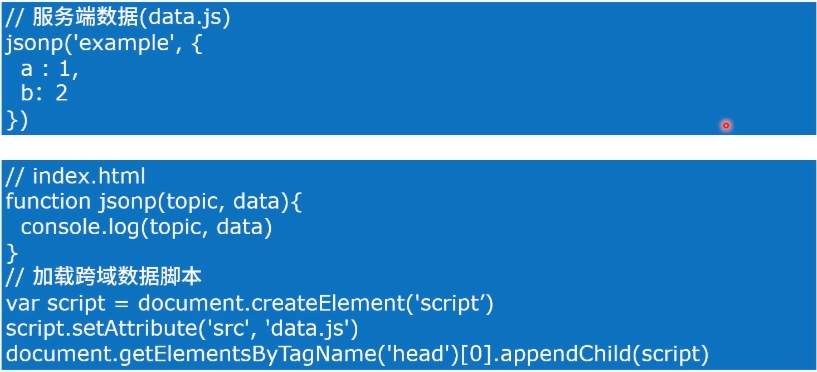 // 服务端数据(data.js)
jsonp('example', {
  a : 1,
  b:  2
})
// index.html
function jsonp(topic, data){
  console.log(topic, data)
}
// 加载跨域数据脚本
var script = document.createElement('script’)
script.setAttribute('src', 'data.js')
document.getElementsByTagName('head')[0].appendChild(script)